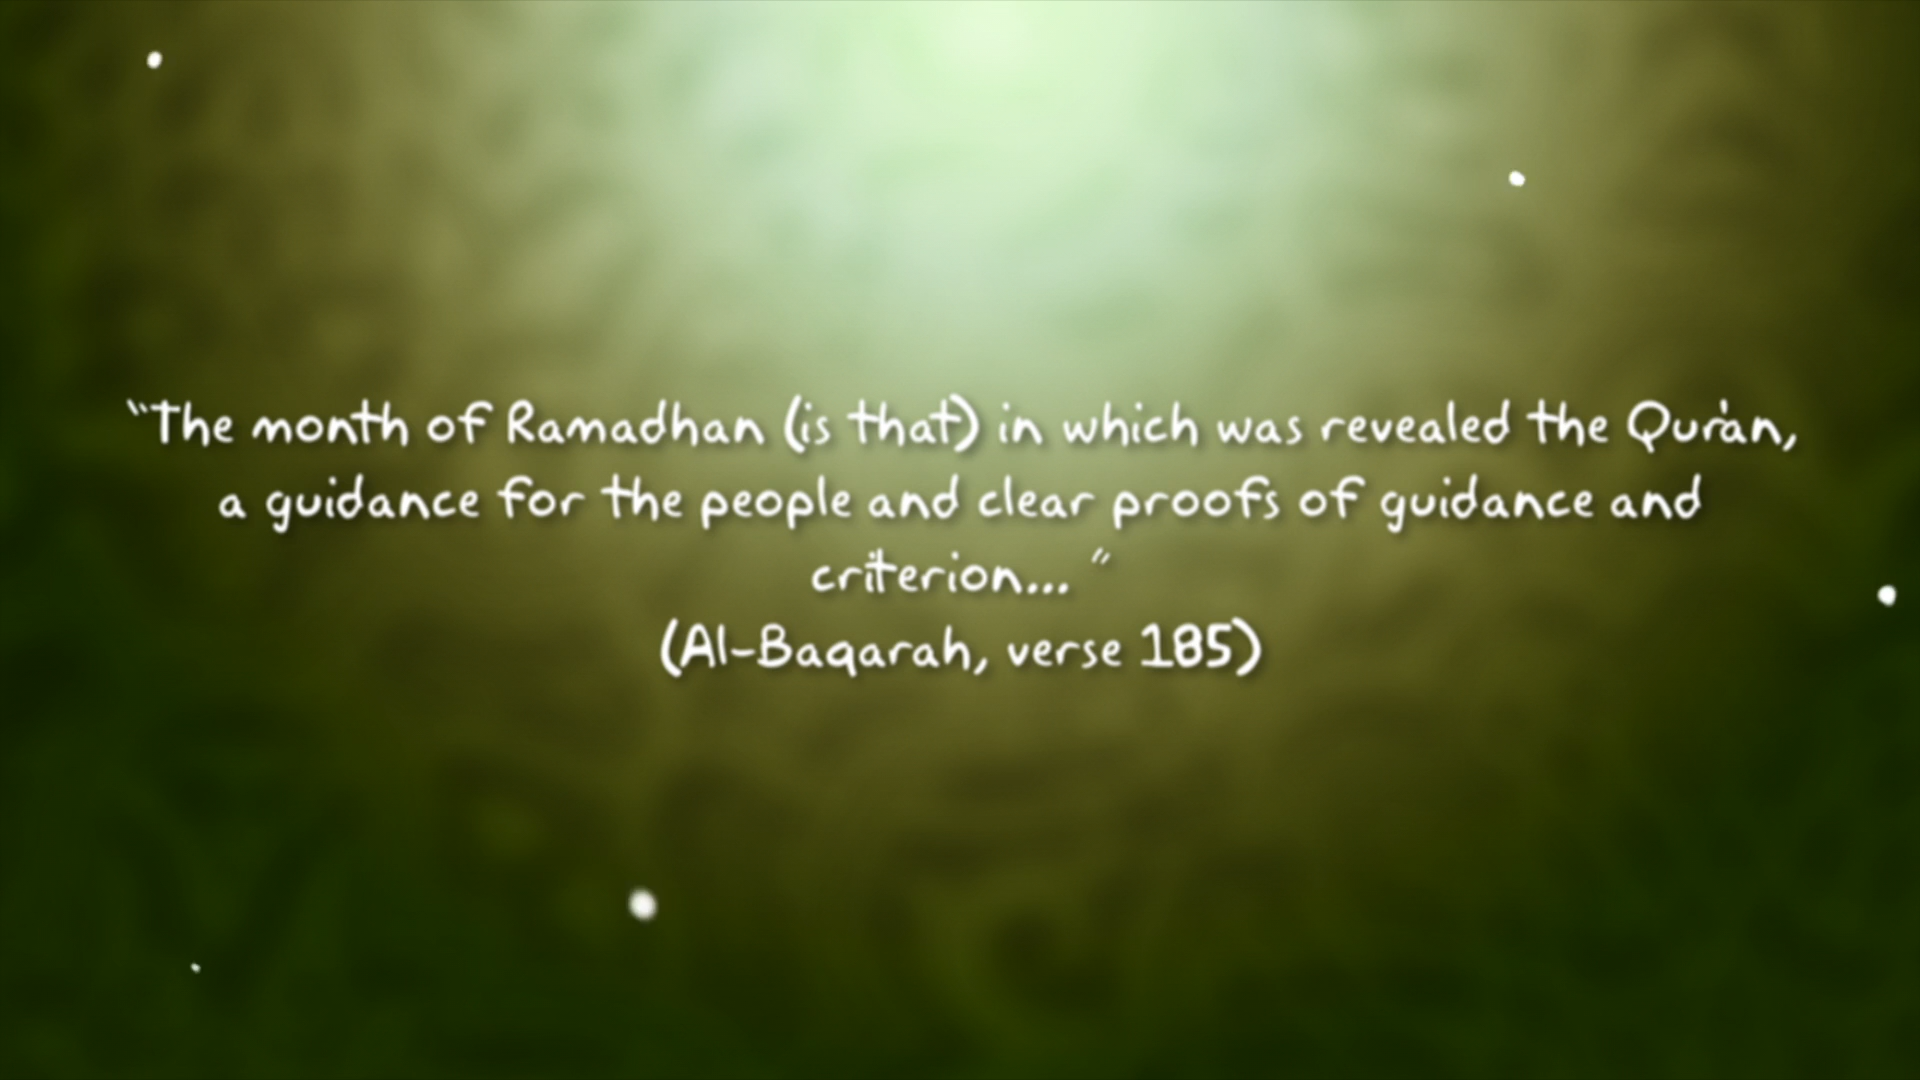 "The month of Ramadhan (is that) in which was revealed the Qur'an,
a guidance for the people and clear proofs of guidance and
criterion... "
(Al-Baqarah, verse 185)